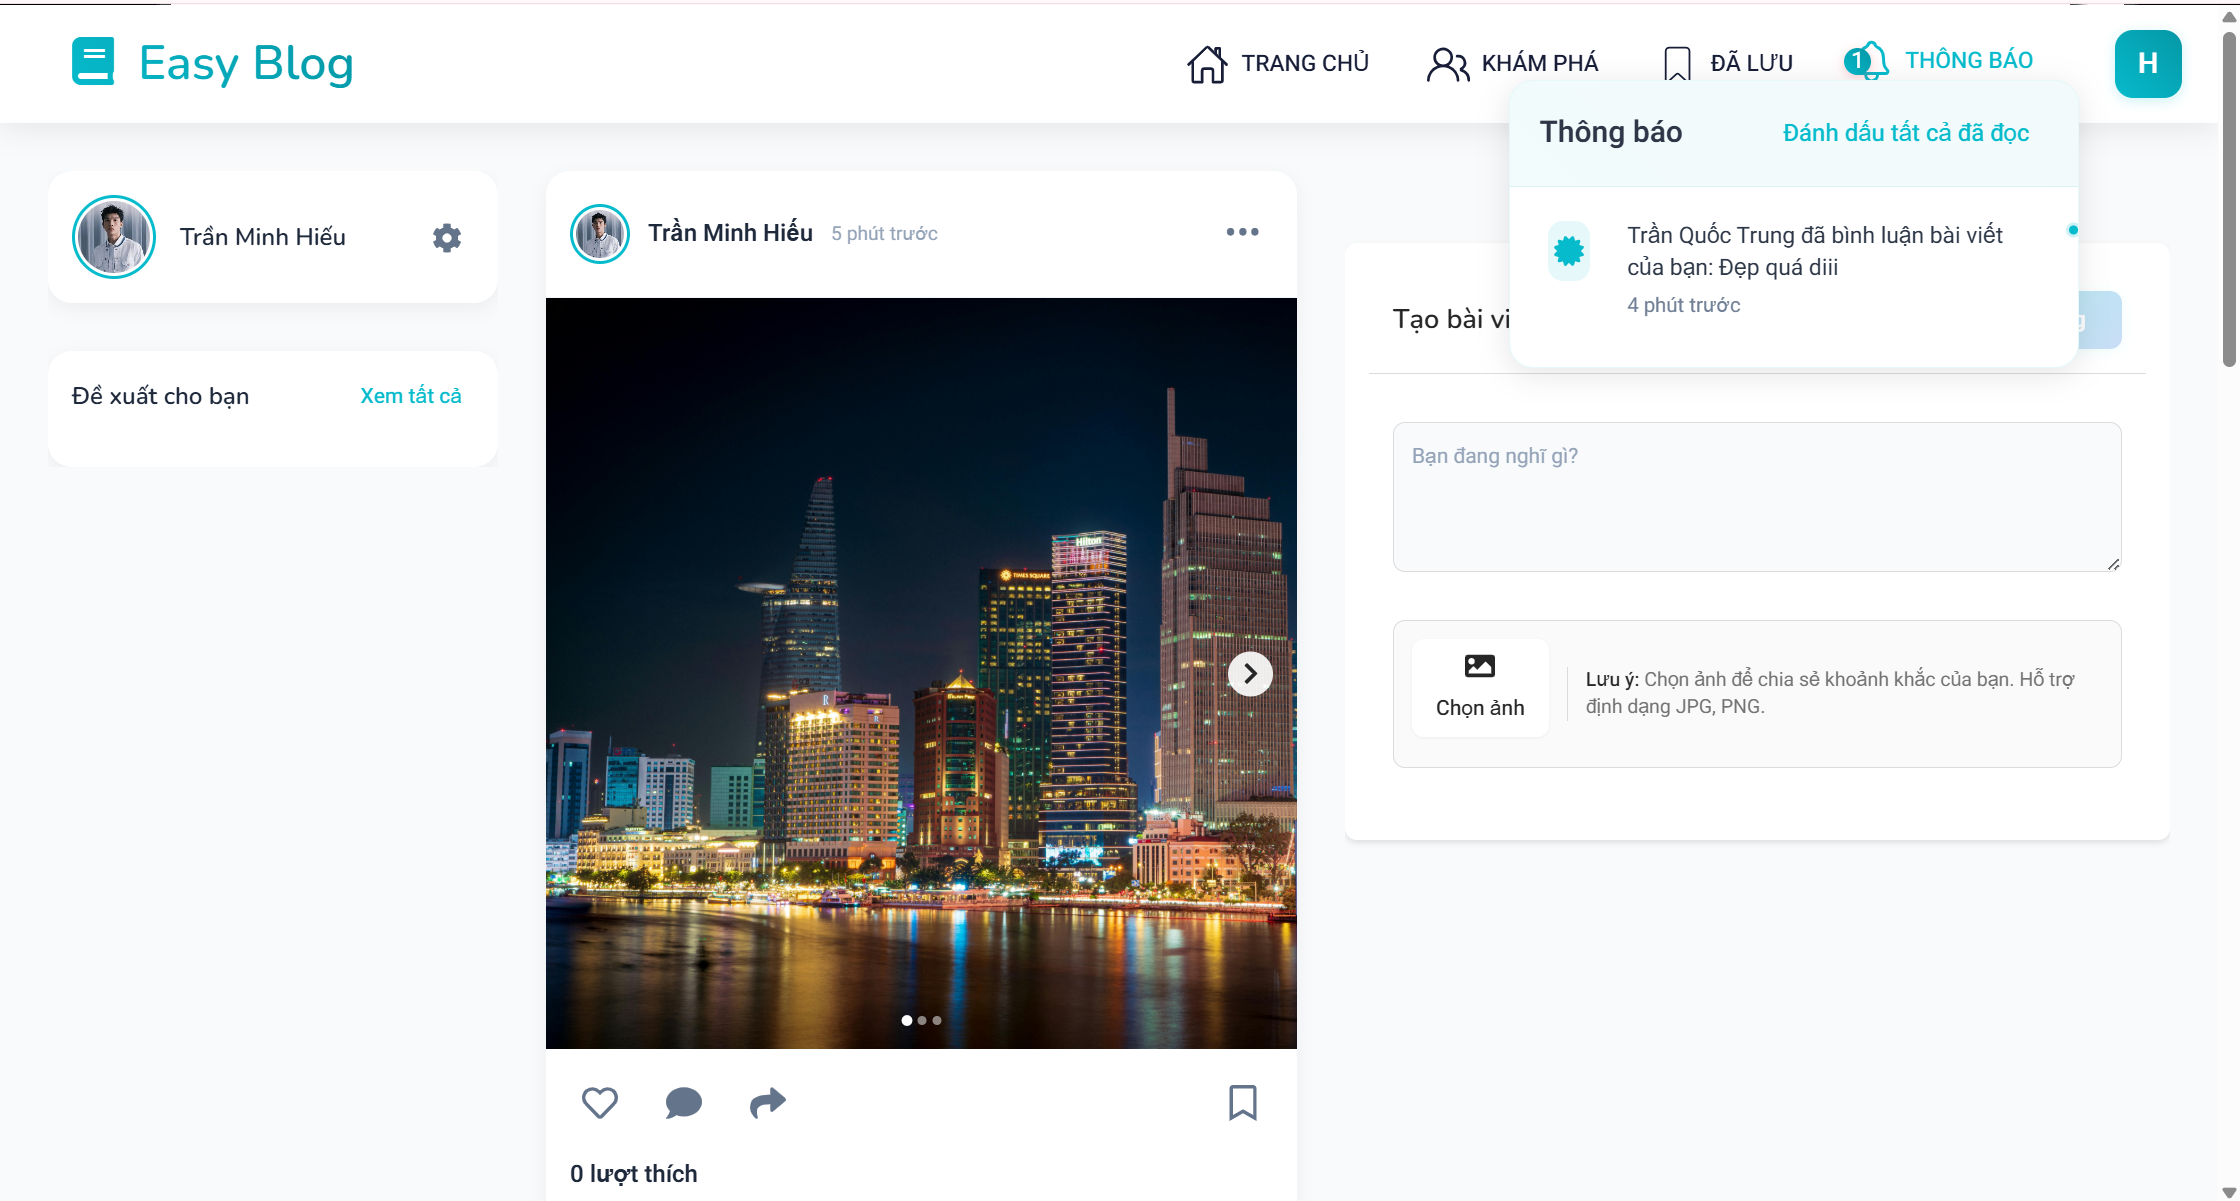 Easy Blog
TRANG CHỦ
KHÁM PHÁ
ĐÃ LƯU
1
THÔNG BÁO
H
Thông báo
Đánh dấu tất cả đã đọc
Trần Quốc Trung đã bình luận bài viết
của bạn: Đẹp quá diii
4 phút trước
Trần Minh Hiếu
Đề xuất cho bạn
Xem tất cả
Trần Minh Hiếu
5 phút trước
Hilton
TIMES SQUARE
R
R
0 lượt thích
Tạo bài vi
g
Bạn đang nghĩ gì?
Chọn ảnh
Lưu ý: Chọn ảnh để chia sẻ khoảnh khắc của bạn. Hỗ trợ
định dạng JPG, PNG.